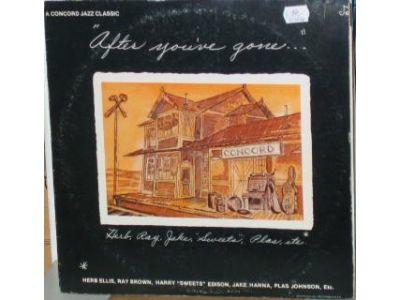 A CONCORD JAZZ CLASSIC
"After you've gone..."
CONCORD
Herb, Ray, Jake, "Sweets", Plas, etc.
HERB ELLIS, RAY BROWN, HARRY "SWEETS" EDISON, JAKE HANNA, PLAS JOHNSON, Etc.